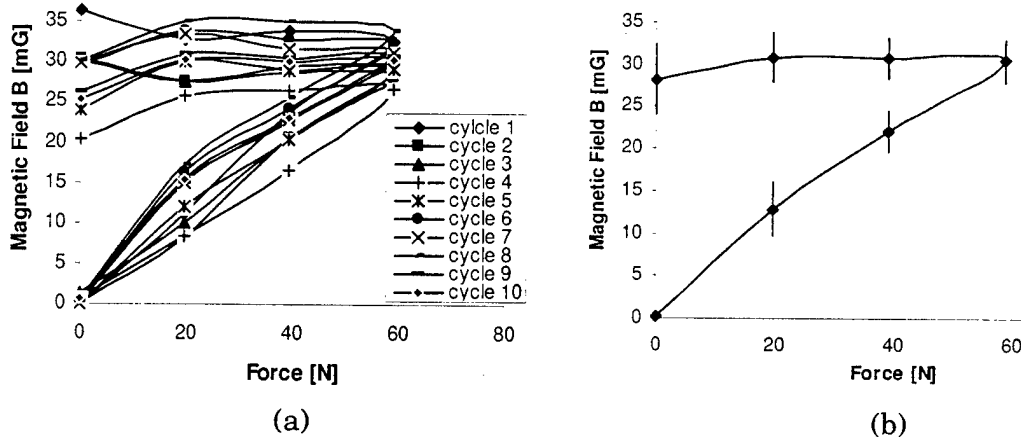 Magnetic Field B [mG]
35
30
25
20
15
10
5
0
0 20 40 60 80
Force [N]
cylcle 1
cycle 2
cycle 3
cycle 4
cycle 5
cycle 6
cycle 7
cycle 8
cycle 9
cycle 10
(a)
Magnetic Field B [mG]
35
30
25
20
15
10
5
0
0 20 40 60
Force [N]
(b)